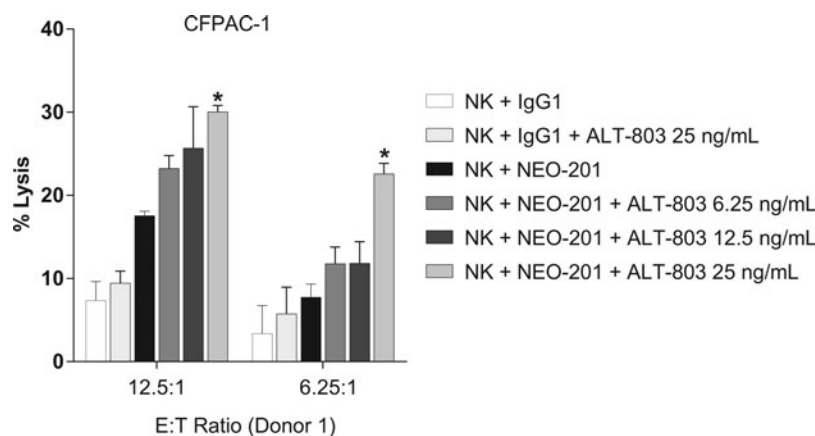 CFPAC-1
40
30
20
10
0
% Lysis
* *
12.5:1 6.25:1
E:T Ratio (Donor 1)
NK + IgG1
NK + IgG1 + ALT-803 25 ng/mL
NK + NEO-201
NK + NEO-201 + ALT-803 6.25 ng/mL
NK + NEO-201 + ALT-803 12.5 ng/mL
NK + NEO-201 + ALT-803 25 ng/mL